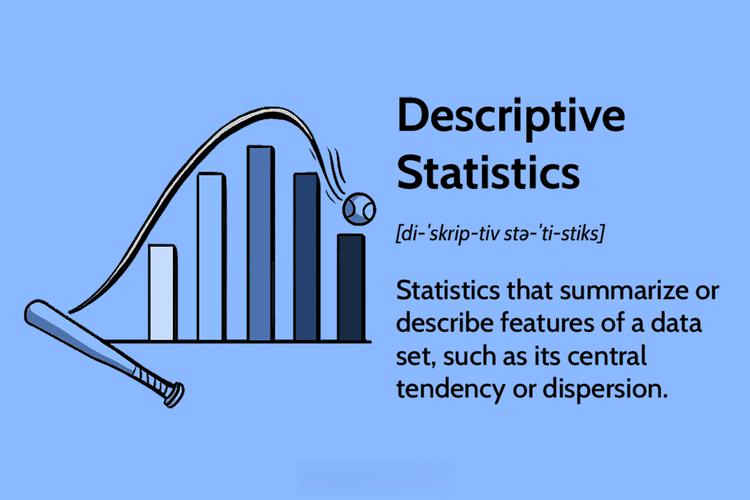 Descriptive
Statistics
[di-ˈskrip-tiv stə-ˈti-stiks]
Statistics that summarize or
describe features of a data
set, such as its central
tendency or dispersion.